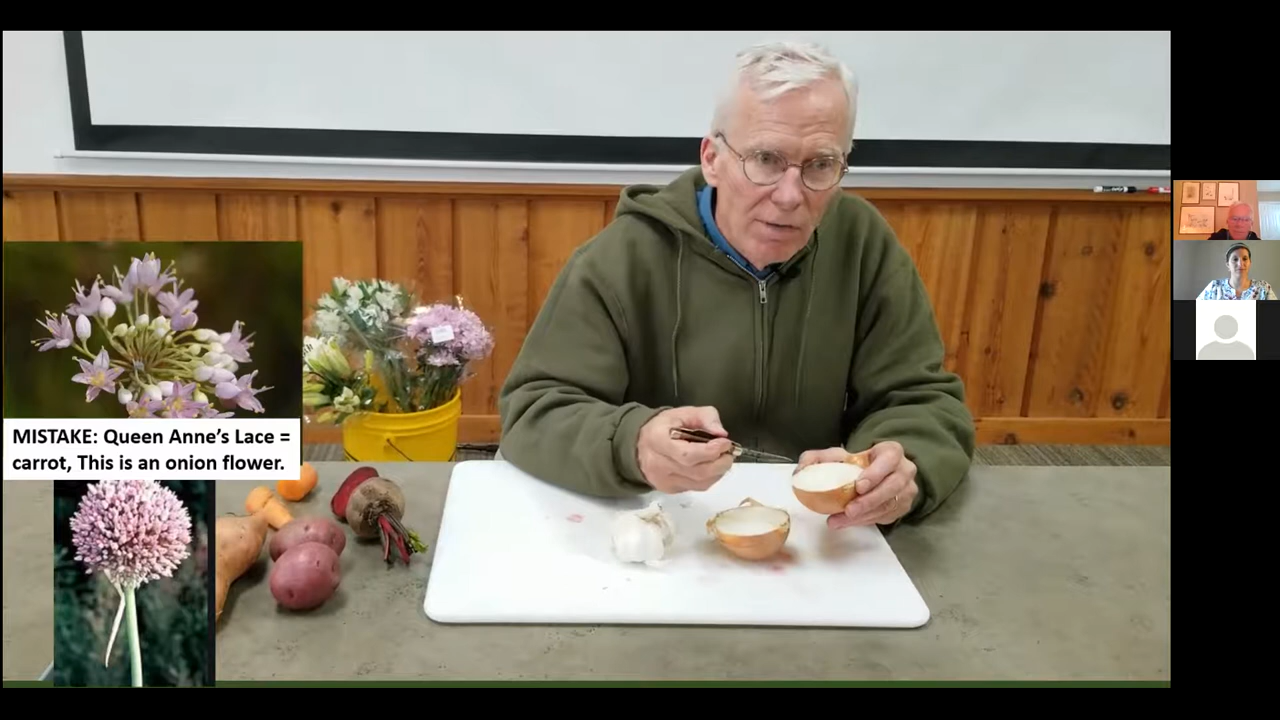 MISTAKE: Queen Anne’s Lace =
carrot, This is an onion flower.